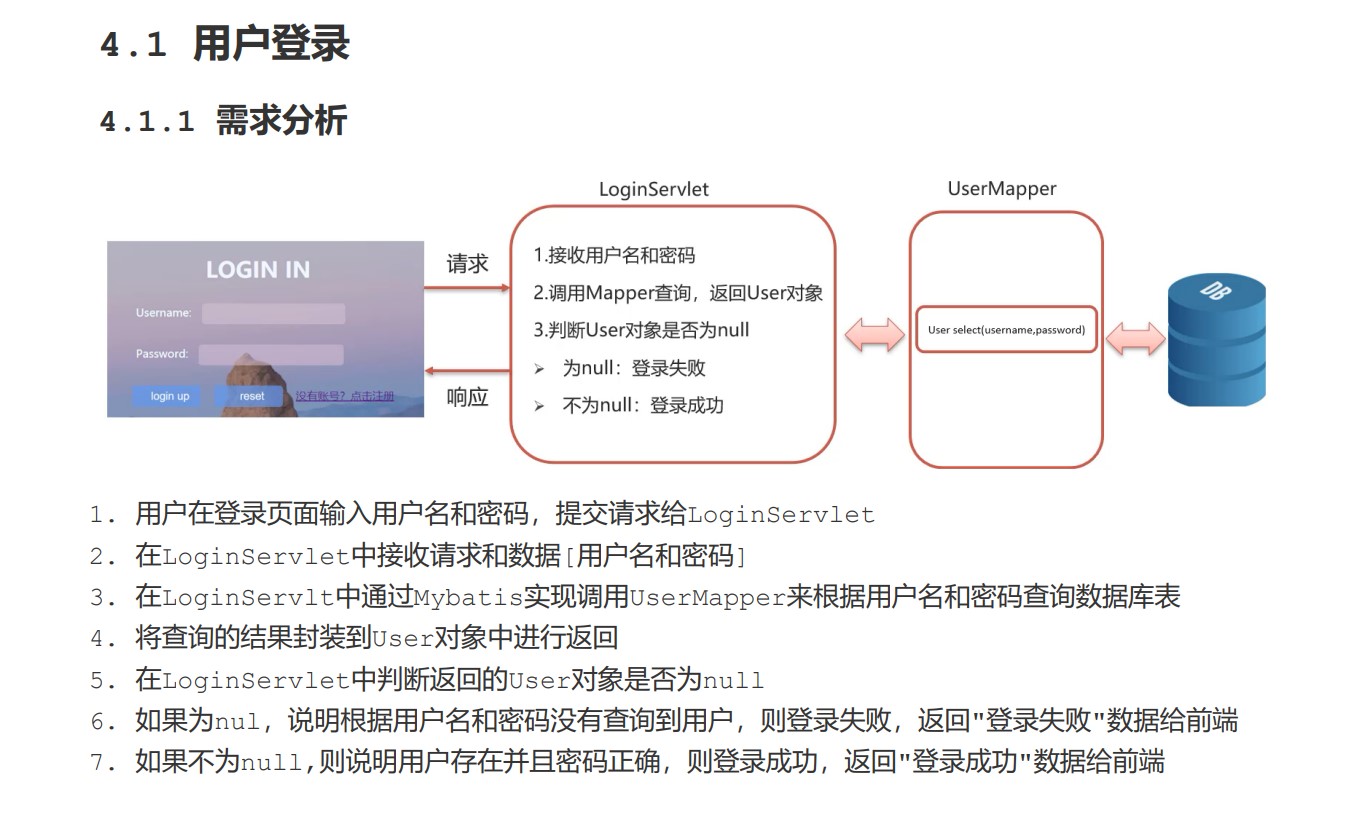 4.1 用户登录
4.1.1 需求分析
LoginServlet
UserMapper
LOGIN IN
Username:
Password:
login up
reset
没有账号？点击注册
请求
响应
1.接收用户名和密码
2.调用Mapper查询，返回User对象
3.判断User对象是否为null
➢ 为null：登录失败
➢ 不为null：登录成功
User select(username,password)
DB
1. 用户在登录页面输入用户名和密码，提交请求给LoginServlet
2. 在LoginServlet中接收请求和数据[用户名和密码]
3. 在LoginServlt中通过Mybatis实现调用UserMapper来根据用户名和密码查询数据库表
4. 将查询的结果封装到User对象中进行返回
5. 在LoginServlet中判断返回的User对象是否为null
6. 如果为nul，说明根据用户名和密码没有查询到用户，则登录失败，返回"登录失败"数据给前端
7. 如果不为null,则说明用户存在并且密码正确，则登录成功，返回"登录成功"数据给前端